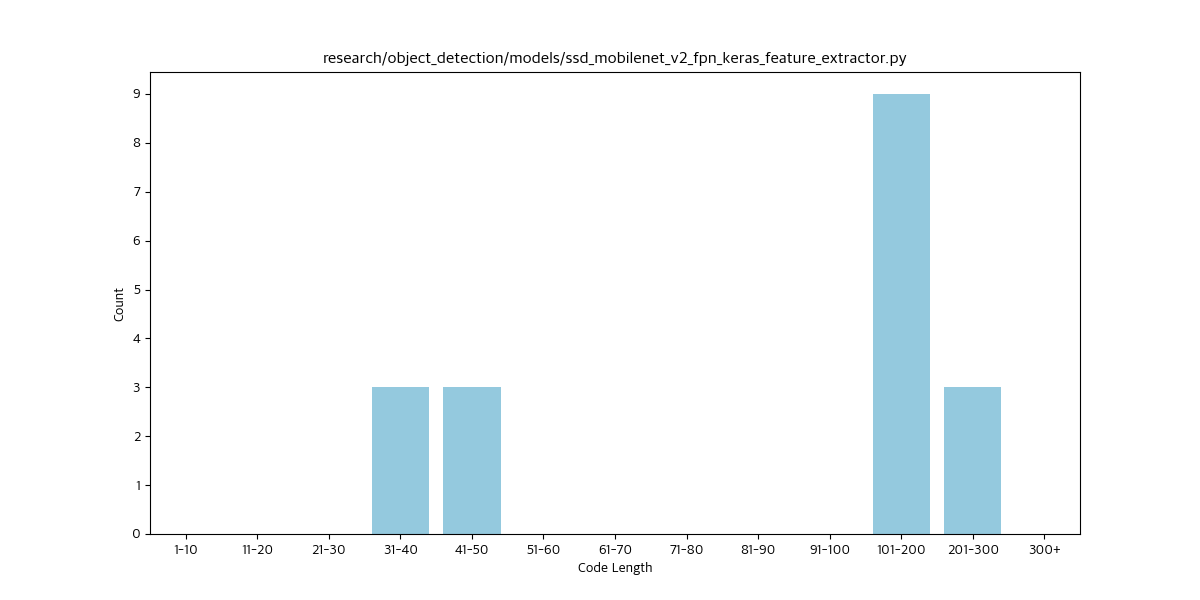 research/object_detection/models/ssd_mobilenet_v2_fpn_keras_feature_extractor.py
9
8
7
6
5
4
3
2
1
0
Count
1-10 11-20 21-30 31-40 41-50 51-60 61-70 71-80 81-90 91-100 101-200 201-300 300+
Code Length